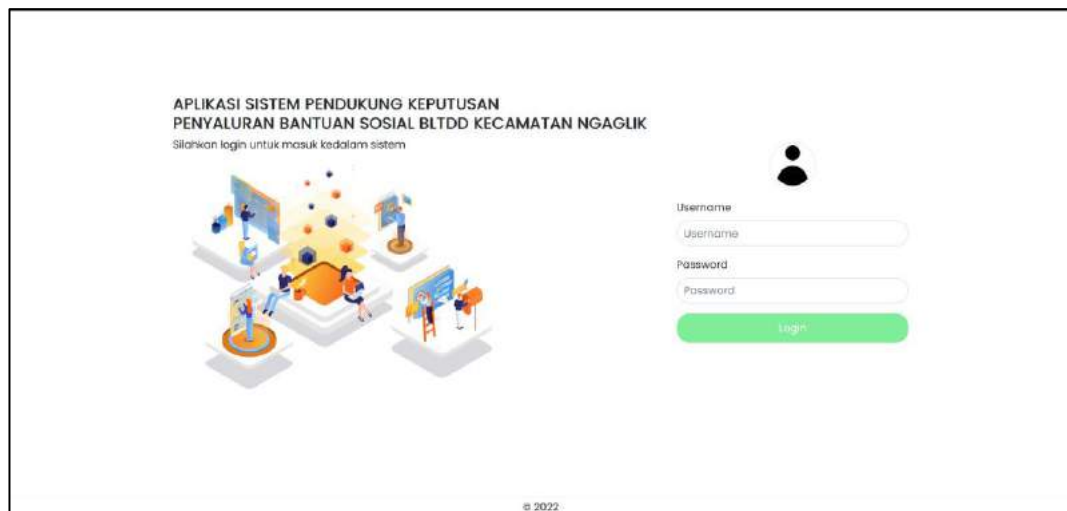 APLIKASI SISTEM PENDUKUNG KEPUTUSAN
PENYALURAN BANTUAN SOSIAL BLTDD KECAMATAN NGAGLIK
Silahkan login untuk masuk kedalam sistem
Username
Username
Password
Password
Login
© 2022